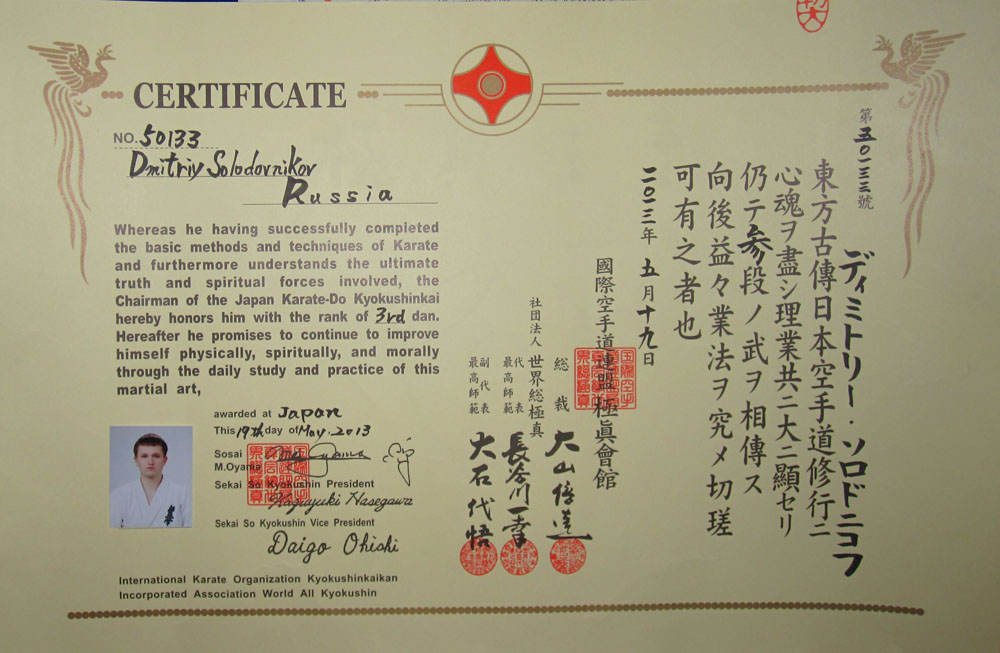 CERTIFICATE
NO. 50133
Dmitriy Solodovnikov
Russia
Whereas he having successfully completed
the basic methods and techniques of Karate
and furthermore understands the ultimate
truth and spiritual forces involved, the
Chairman of the Japan Karate-Do Kyokushinkai
hereby honors him with the rank of 3rd dan.
Hereafter he promises to continue to improve
himself physically, spiritually, and morally
through the daily study and practice of this
martial art,
awarded at Japan
This 19th day of May. 2013
Sosai
M.Oyama
Sekai So Kyokushin President
Kazuyuki Hasegawa
Sekai So Kyokushin Vice President
Daigo Ohishi
International Karate Organization Kyokushinkaikan
Incorporated Association World All Kyokushin
第五〇一三三號
ディミトリー・ソロドニコフ
東方古傳日本空手道修行ニ
心魂ヲ盡シ理業共ニ大ニ顯セリ
仍テ参段ノ武ヲ相傳ス
向後益々業法ヲ究メ切瑳
可有之者也
二〇一三年 五月十九日
國際空手道連盟極眞會館
総裁 大山倍達
社団法人 世界総極真
代表 最高師範 長谷川一幸
副代表 最高師範 大石代悟